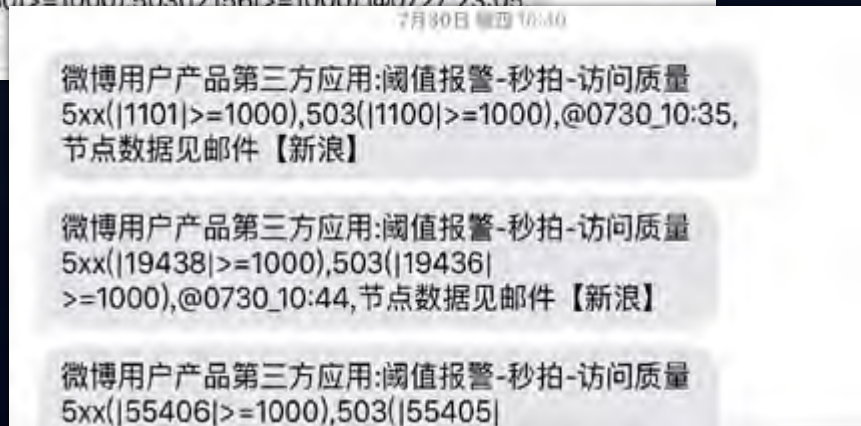 7月30日
微博用户产品第三方应用:阈值报警-秒拍-访问质量
5xx(|1101|>=1000),503(|1100|>=1000),@0730_10:35,
节点数据见邮件【新浪】
微博用户产品第三方应用:阈值报警-秒拍-访问质量
5xx(|19438|>=1000),503(|19436|
>=1000),@0730_10:44,节点数据见邮件【新浪】
微博用户产品第三方应用:阈值报警-秒拍-访问质量
5xx(|55406|>=1000),503(|55405|